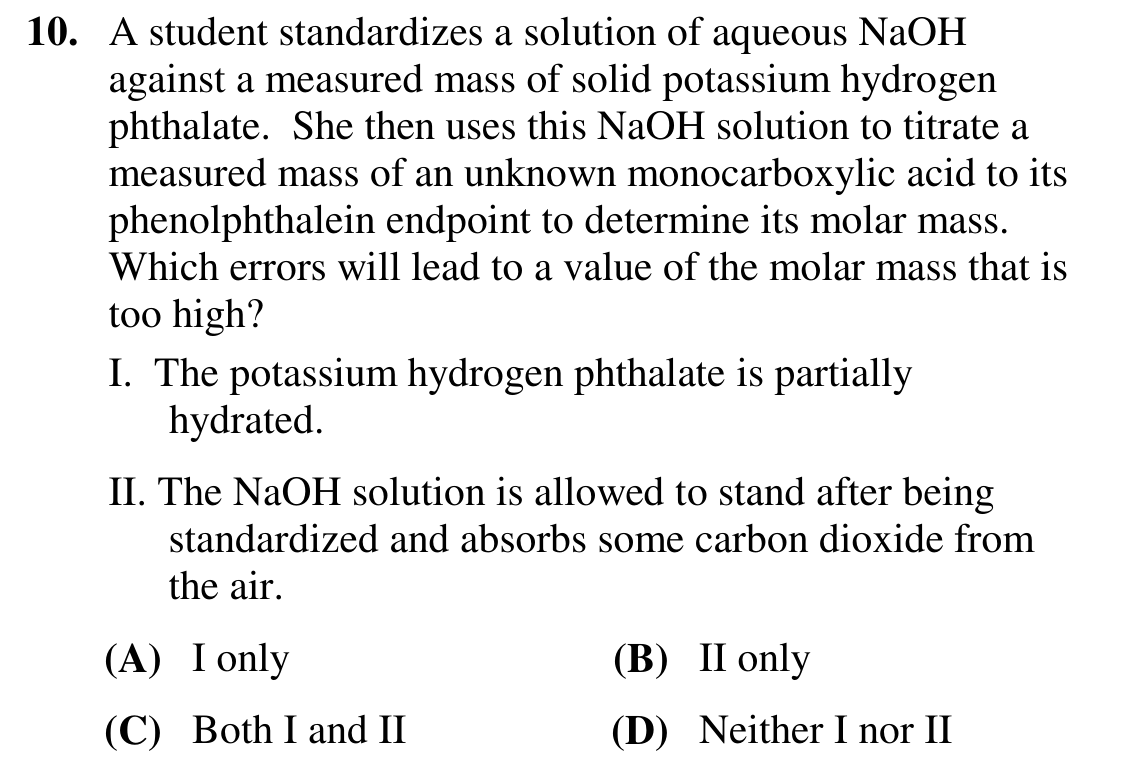 10. A student standardizes a solution of aqueous NaOH
against a measured mass of solid potassium hydrogen
phthalate. She then uses this NaOH solution to titrate a
measured mass of an unknown monocarboxylic acid to its
phenolphthalein endpoint to determine its molar mass.
Which errors will lead to a value of the molar mass that is
too high?
I. The potassium hydrogen phthalate is partially
hydrated.
II. The NaOH solution is allowed to stand after being
standardized and absorbs some carbon dioxide from
the air.
(A) I only (B) II only
(C) Both I and II (D) Neither I nor II